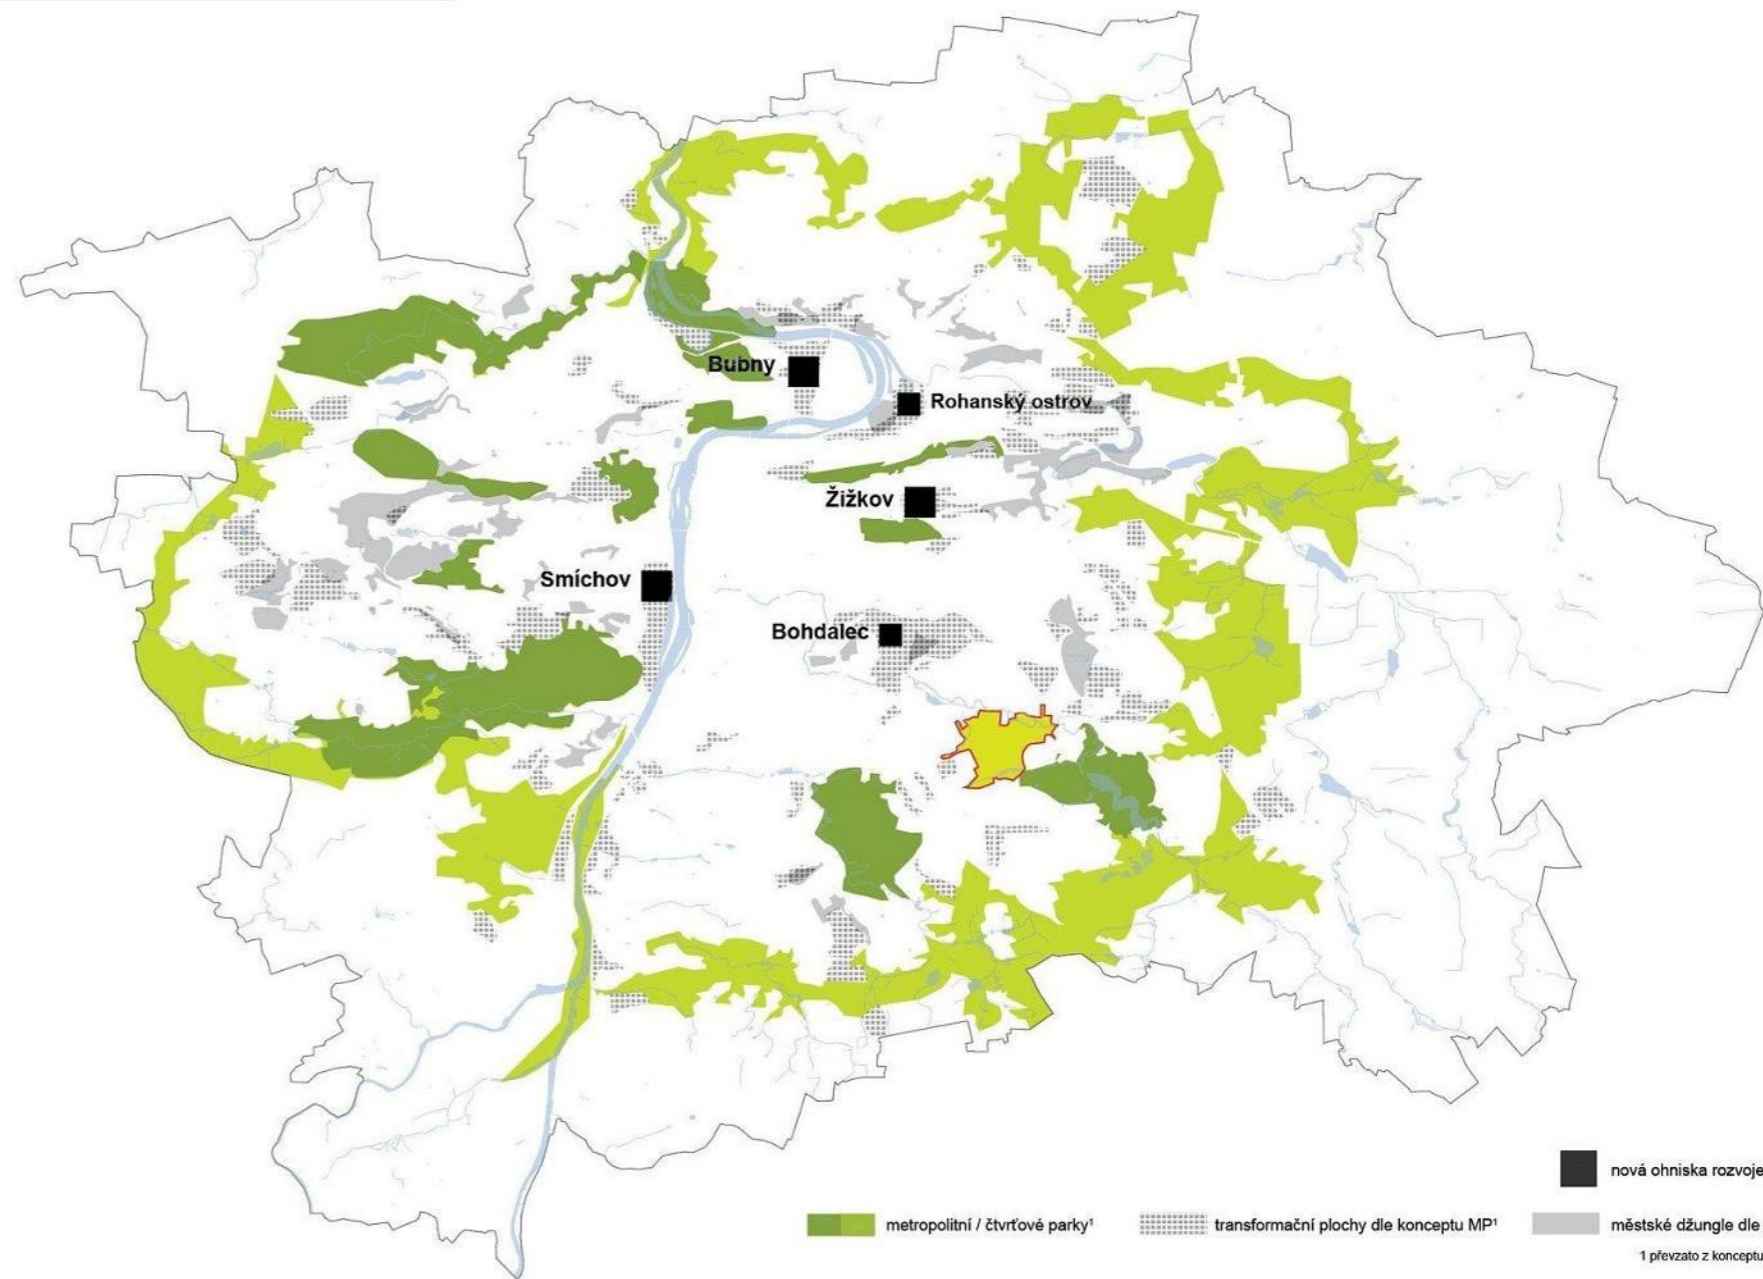 Bubny
Rohanský ostrov
Žižkov
Smíchov
Bohdalec
nová ohniska rozvoje
metropolitní / čtvrťové parky¹
transformační plochy dle konceptu MP¹
městské džungle dle
1 převzato z konceptu